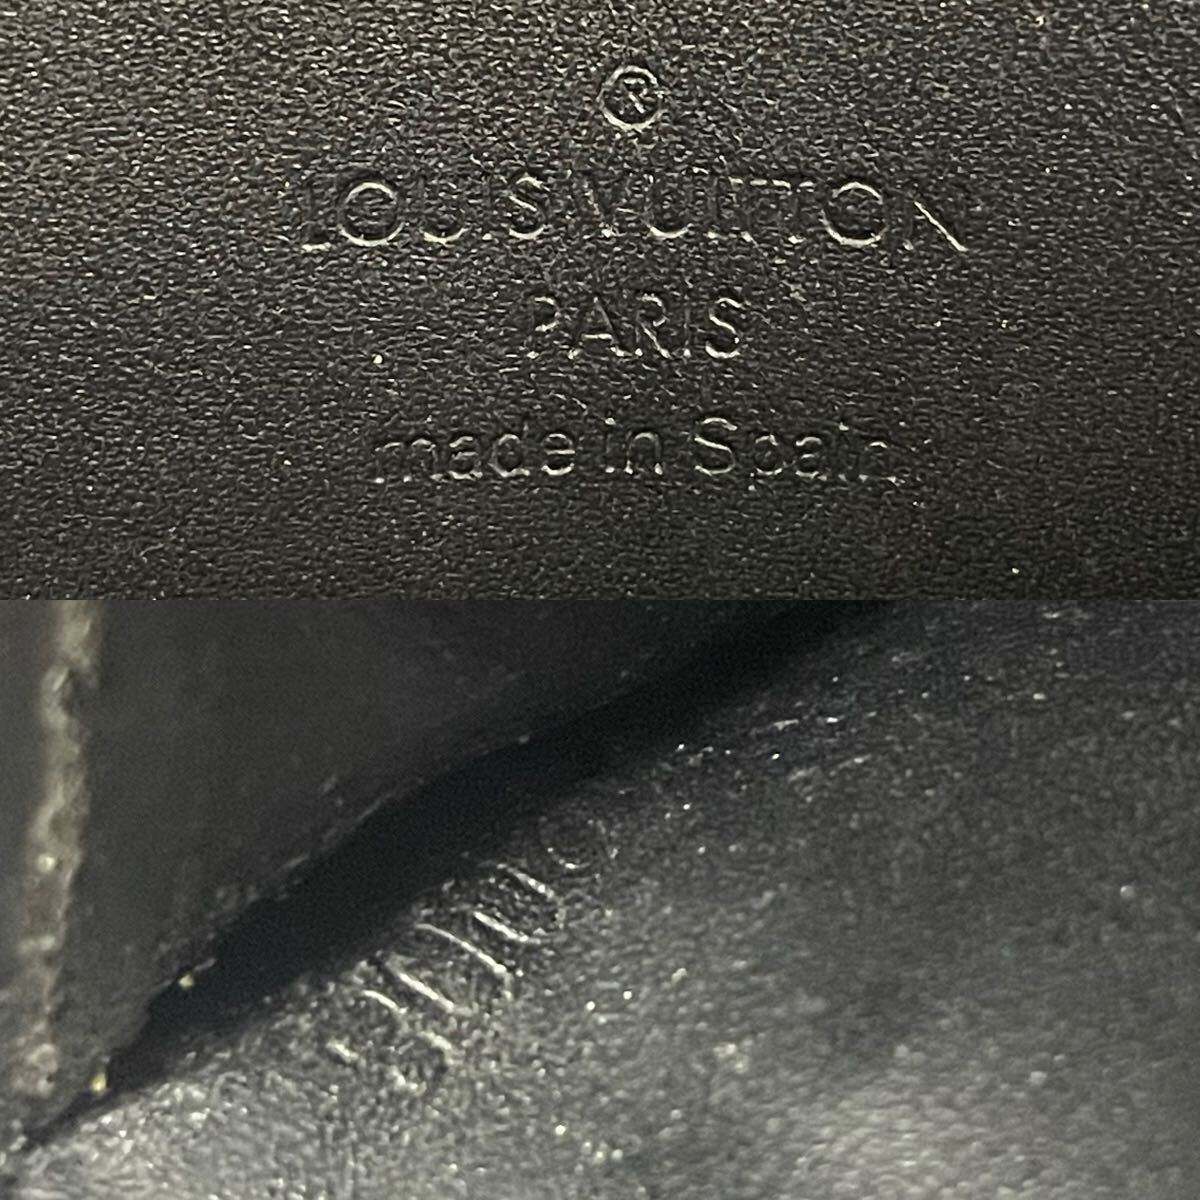 ®
LOUIS VUITTON
PARIS
made in Spain